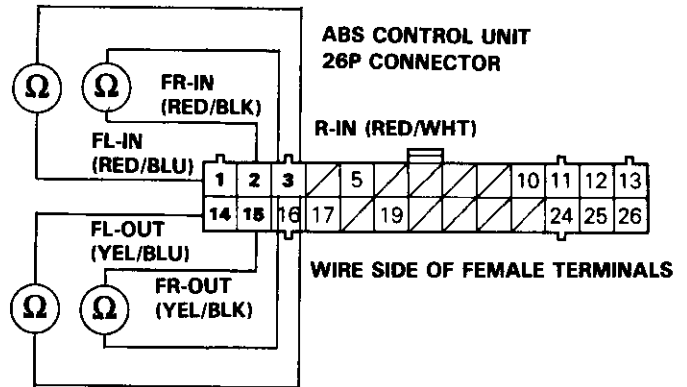 ABS CONTROL UNIT
26P CONNECTOR
Ω Ω
FR-IN
(RED/BLK)
R-IN (RED/WHT)
FL-IN
(RED/BLU)
1 2 3 5 10 11 12 13
14 15 16 17 19 24 25 26
FL-OUT
(YEL/BLU)
WIRE SIDE OF FEMALE TERMINALS
FR-OUT
(YEL/BLK)
Ω Ω